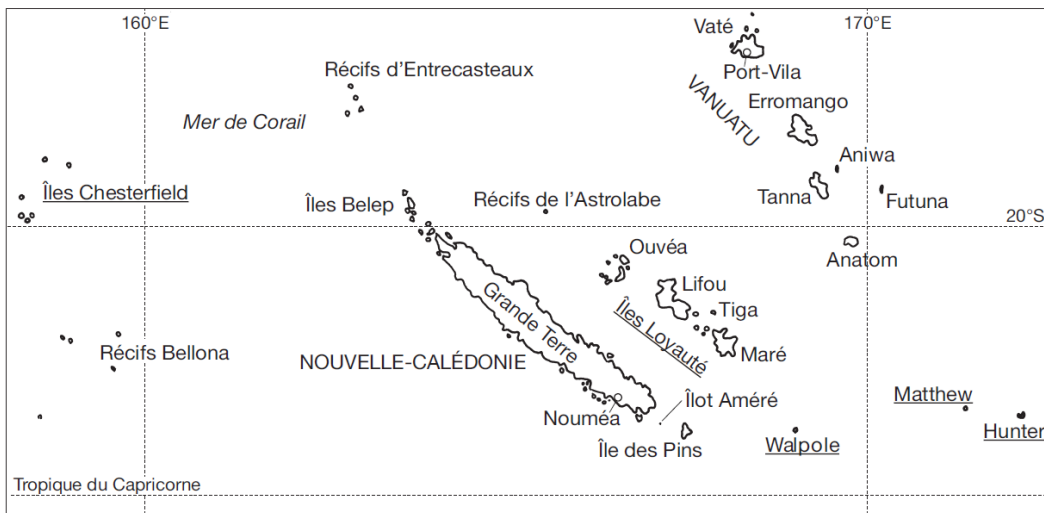 160°E
170°E
Vaté
Port-Vila
Récifs d'Entrecasteaux
VANUATU
Erromango
Mer de Corail
Aniwa
Îles Chesterfield
Îles Belep
Récifs de l'Astrolabe
Tanna
Futuna
20°S
Ouvéa
Anatom
Lifou
Grande Terre
Îles Loyauté
Tiga
Récifs Bellona
NOUVELLE-CALÉDONIE
Maré
Matthew
Îlot Améré
Nouméa
Hunter
Île des Pins
Walpole
Tropique du Capricorne